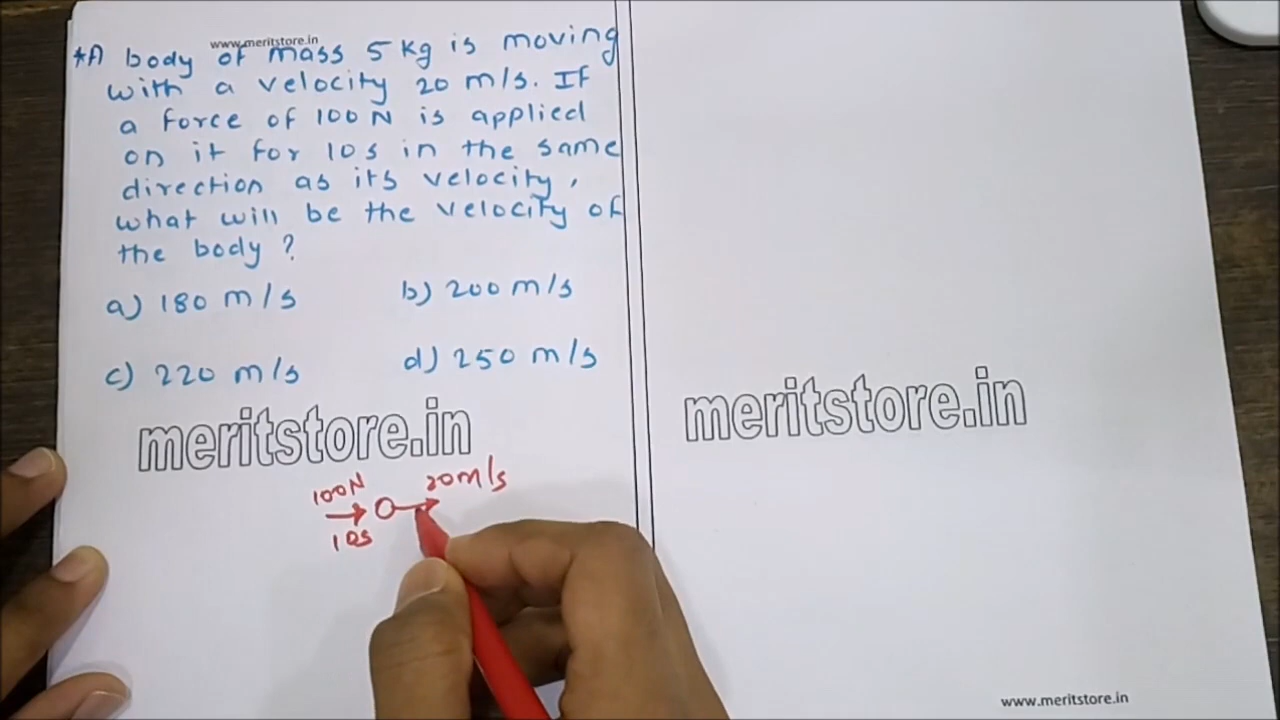 www.meritstore.in
*A body of mass 5 kg is moving
with a velocity 20 m/s. If
a force of 100 N is applied
on it for 10 s in the same
direction as its velocity,
what will be the velocity of
the body?
a) 180 m/s b) 200 m/s
c) 220 m/s d) 250 m/s
meritstore.in
meritstore.in
100N 20m/s
10s
www.meritstore.in